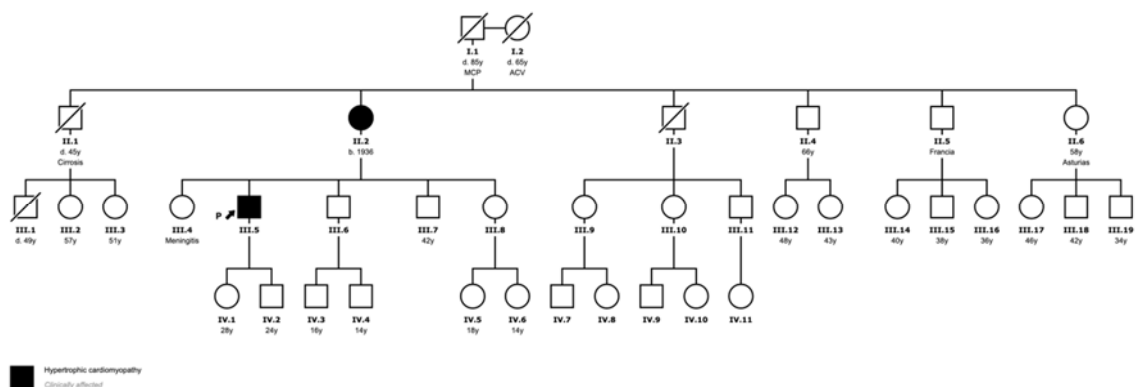 I.1 I.2
d. 85y d. 65y
MCP ACV
II.1 II.2 II.3 II.4 II.5 II.6
d. 45y b. 1936 66y Francia 58y
Cirrosis Asturias
P
III.1 III.2 III.3 III.4 III.5 III.6 III.7 III.8 III.9 III.10 III.11 III.12 III.13 III.14 III.15 III.16 III.17 III.18 III.19
d. 49y 57y 51y Meningitis 42y 48y 43y 40y 38y 36y 46y 42y 34y
IV.1 IV.2 IV.3 IV.4 IV.5 IV.6 IV.7 IV.8 IV.9 IV.10 IV.11
28y 24y 16y 14y 18y 14y
Hypertrophic cardiomyopathy
Clinically affected